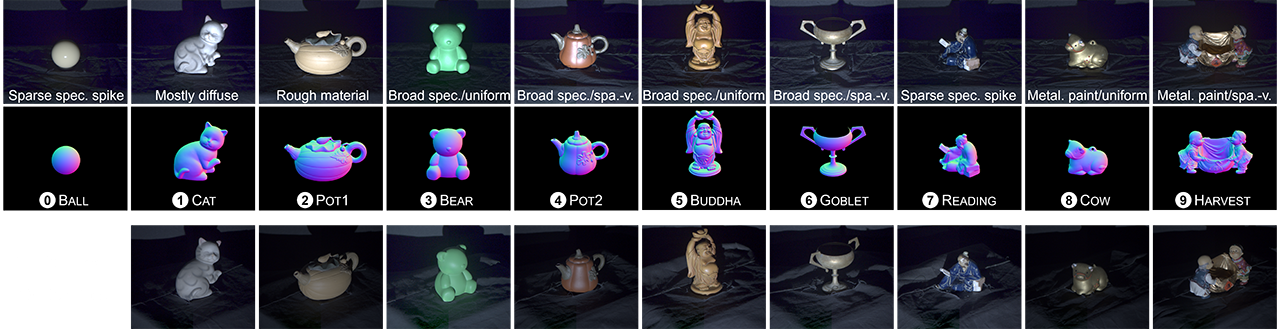 Sparse spec. spike
Mostly diffuse
Rough material
Broad spec./uniform
Broad spec./spa.-v.
Broad spec./uniform
Broad spec./spa.-v.
Sparse spec. spike
Metal. paint/uniform
Metal. paint/spa.-v.
0 BALL
1 CAT
2 POT1
3 BEAR
4 POT2
5 BUDDHA
6 GOBLET
7 READING
8 COW
9 HARVEST